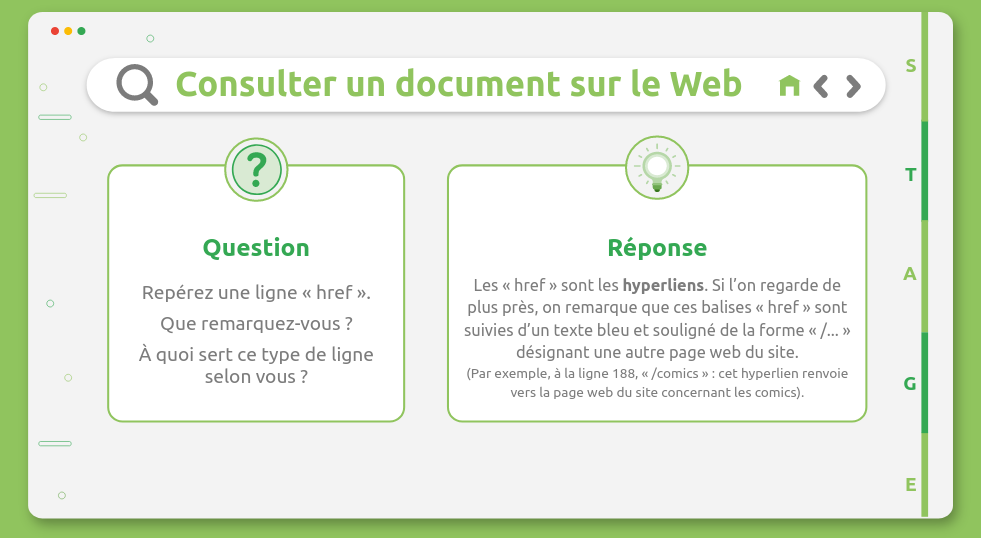 Consulter un document sur le Web
?
Question
Repérez une ligne « href ».
Que remarquez-vous ?
À quoi sert ce type de ligne
selon vous ?
Réponse
Les « href » sont les hyperliens. Si l’on regarde de
plus près, on remarque que ces balises « href » sont
suivies d’un texte bleu et souligné de la forme « /... »
désignant une autre page web du site.
(Par exemple, à la ligne 188, « /comics » : cet hyperlien renvoie
vers la page web du site concernant les comics).
S
T
A
G
E